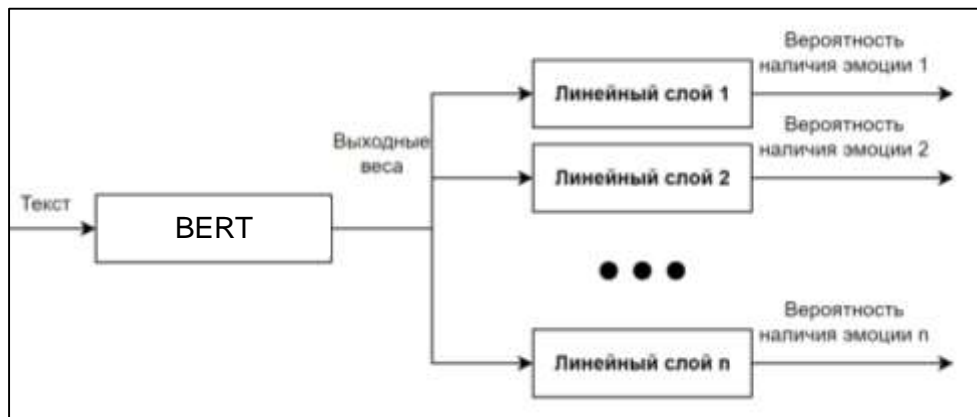 Текст
BERT
Выходные
веса
Линейный слой 1
Вероятность
наличия эмоции 1
Линейный слой 2
Вероятность
наличия эмоции 2
Линейный слой n
Вероятность
наличия эмоции n